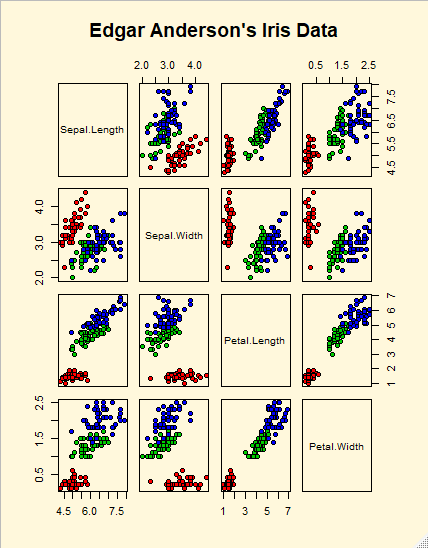 Edgar Anderson's Iris Data
2.0 3.0 4.0
0.5 1.5 2.5
Sepal.Length
4.5 5.5 6.5 7.5
2.0 3.0 4.0
Sepal.Width
Petal.Length
1 2 3 4 5 6 7
0.5 1.5 2.5
Petal.Width
4.5 6.0 7.5
1 3 5 7